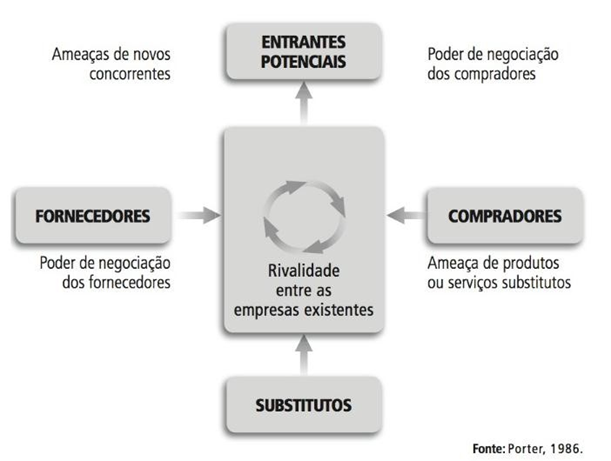 Ameaças de novos
concorrentes
ENTRANTES
POTENCIAIS
Poder de negociação
dos compradores
FORNECEDORES
Poder de negociação
dos fornecedores
Rivalidade
entre as
empresas existentes
COMPRADORES
Ameaça de produtos
ou serviços substitutos
SUBSTITUTOS
Fonte: Porter, 1986.